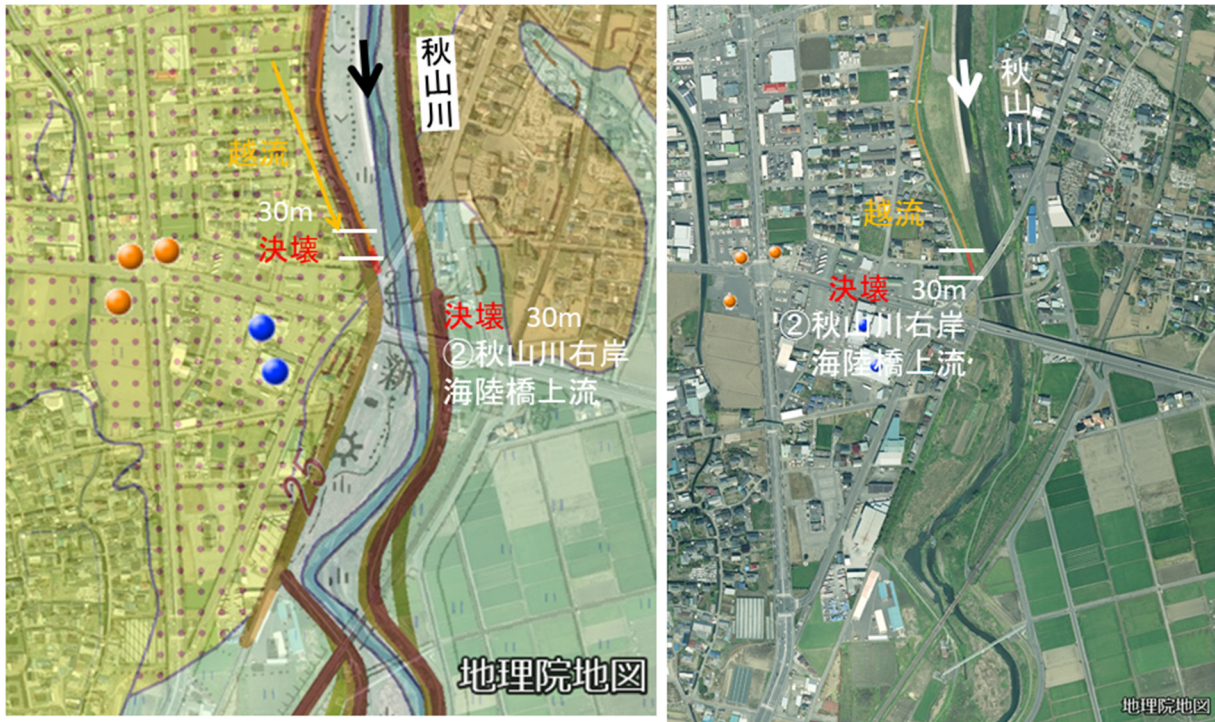 秋山川
越流
30m
決壊
決壊 30m
②秋山川右岸
海陸橋上流
25
地理院地図
秋山川
越流
決壊 30m
②秋山川右岸
海陸橋上流
地理院地図